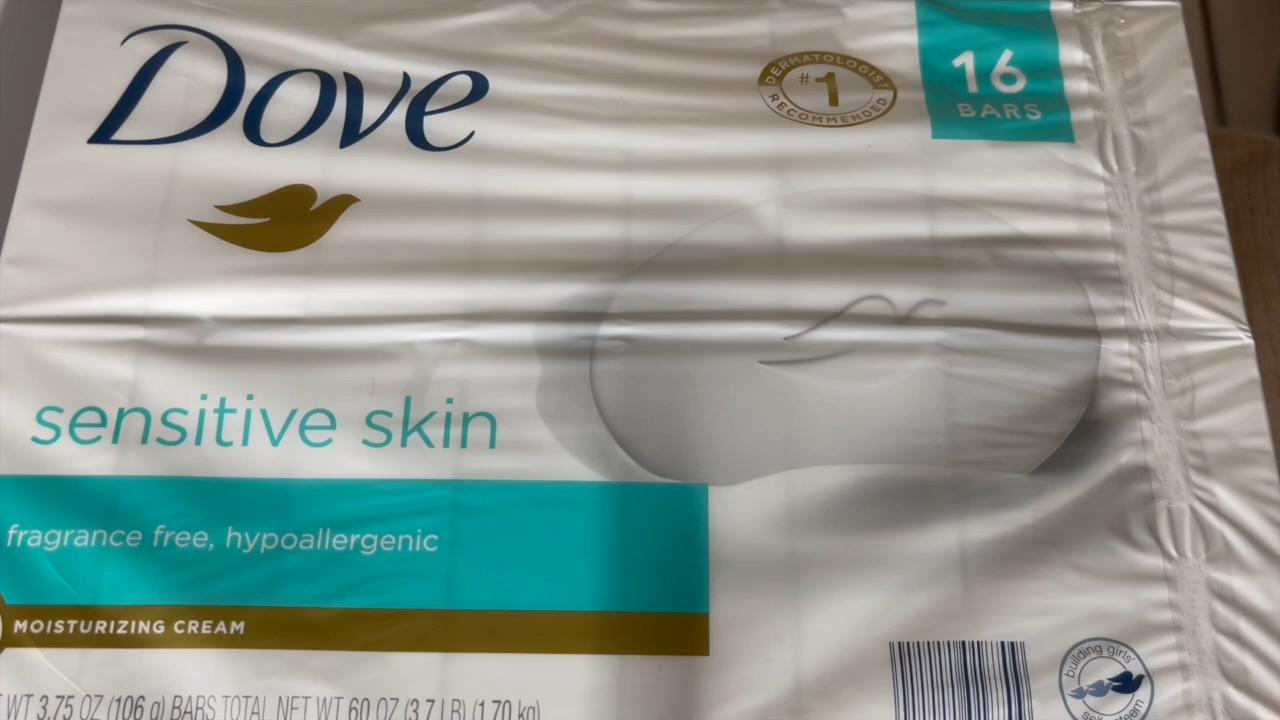 Dove
DERMATOLOGIST
#1
RECOMMENDED
16
BARS
sensitive skin
fragrance free, hypoallergenic
MOISTURIZING CREAM
WT 3.75 OZ (106 g) BARS TOTAL NET WT 60 OZ (3.7 LB) (1.70 kg)
building girls'